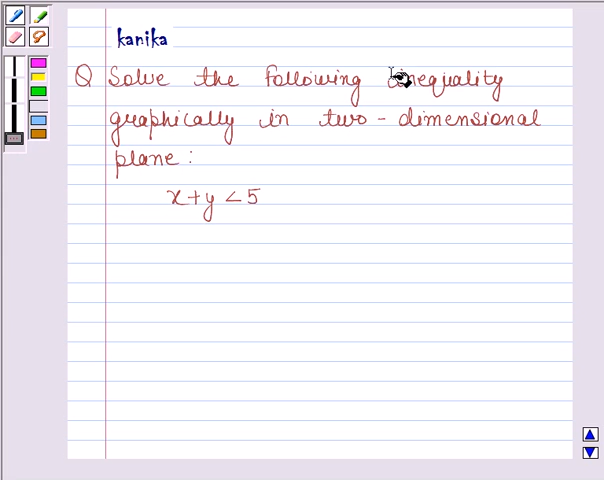 kanika
Q Solve the following inequality
graphically in two-dimensional
plane:
x+y < 5